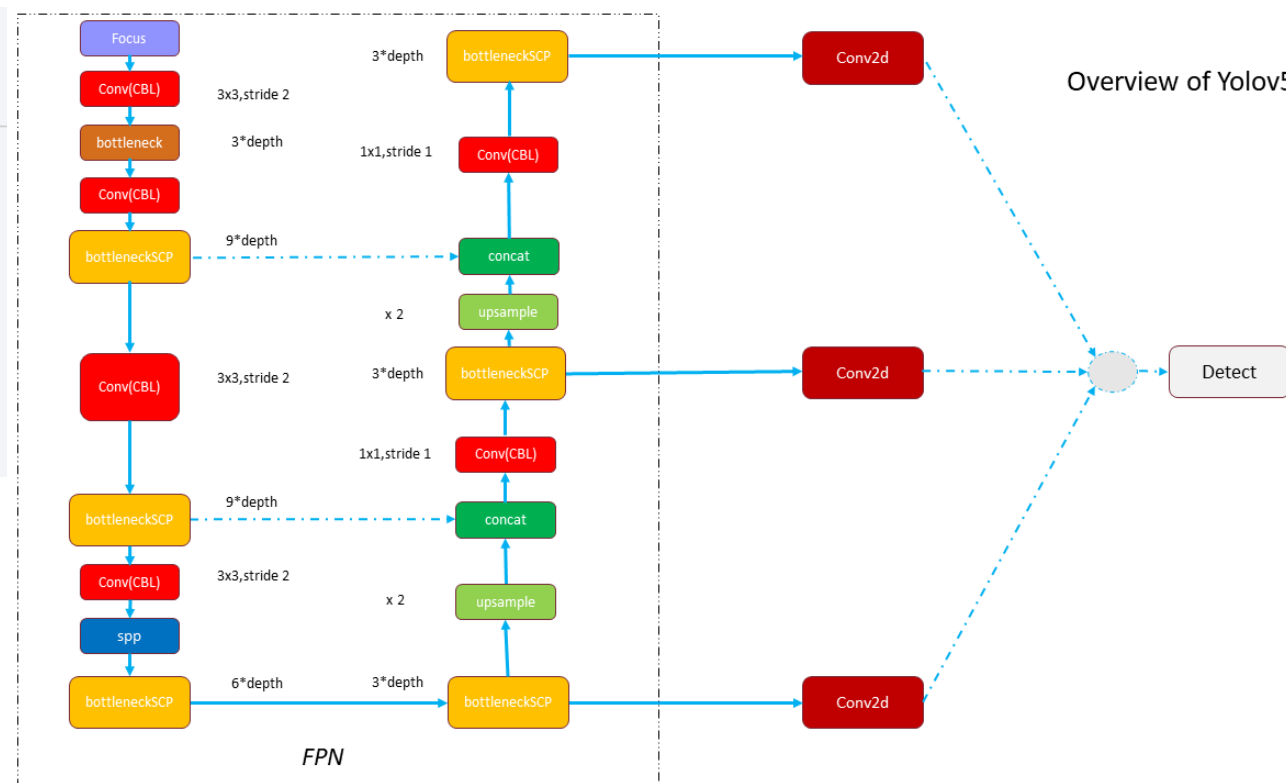 Focus
Conv(CBL)
3x3,stride 2
bottleneck
3*depth
Conv(CBL)
bottleneckSCP
9*depth
Conv(CBL)
3x3,stride 2
bottleneckSCP
9*depth
Conv(CBL)
3x3,stride 2
spp
bottleneckSCP
6*depth
3*depth
bottleneckSCP
1x1,stride 1
Conv(CBL)
concat
x 2
upsample
3*depth
bottleneckSCP
1x1,stride 1
Conv(CBL)
concat
x 2
upsample
3*depth
bottleneckSCP
FPN
Conv2d
Conv2d
Conv2d
Overview of Yolov5
Detect